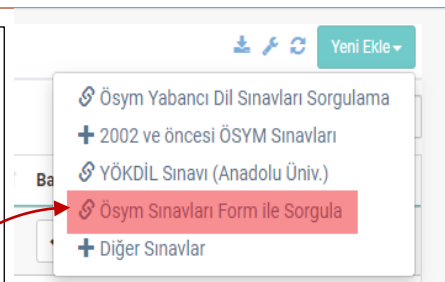 Yeni Ekle
Ösym Yabancı Dil Sınavları Sorgulama
2002 ve öncesi ÖSYM Sınavları
Ba
YÖKDİL Sınavı (Anadolu Üniv.)
Ösym Sınavları Form ile Sorgula
Diğer Sınavlar